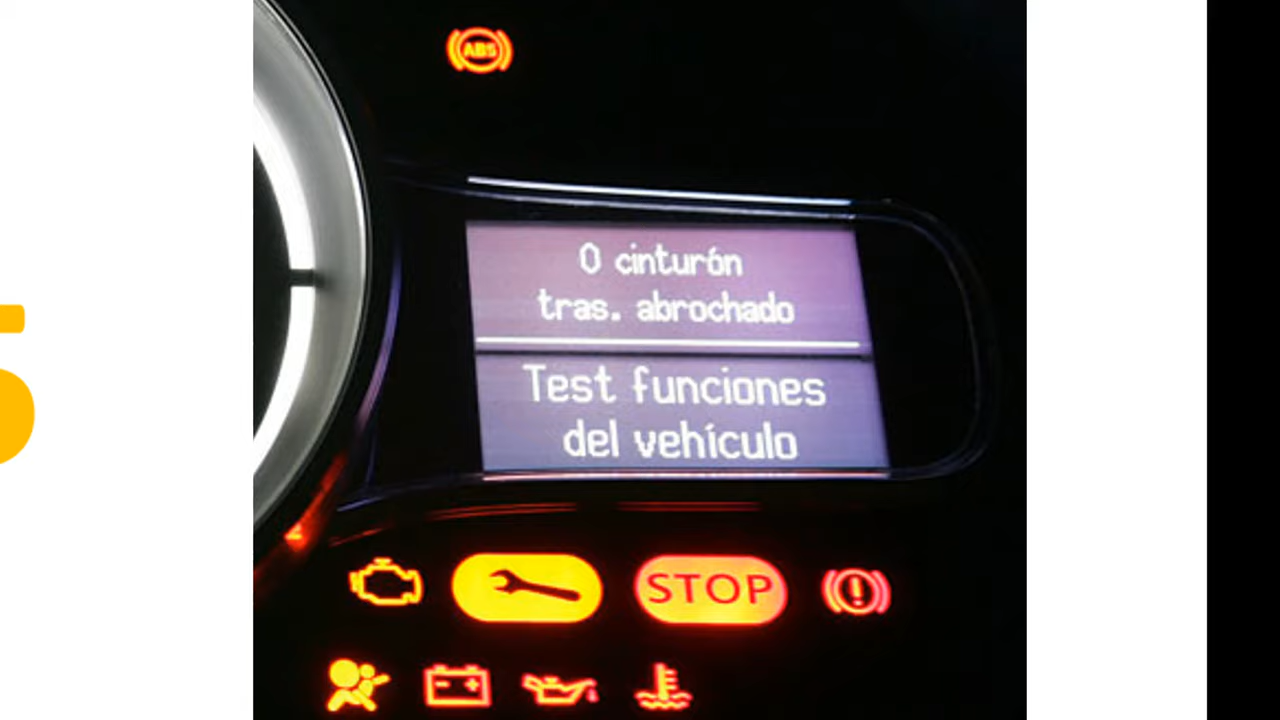 ABS
0 cinturón
tras. abrochado
Test funciones
del vehículo
STOP